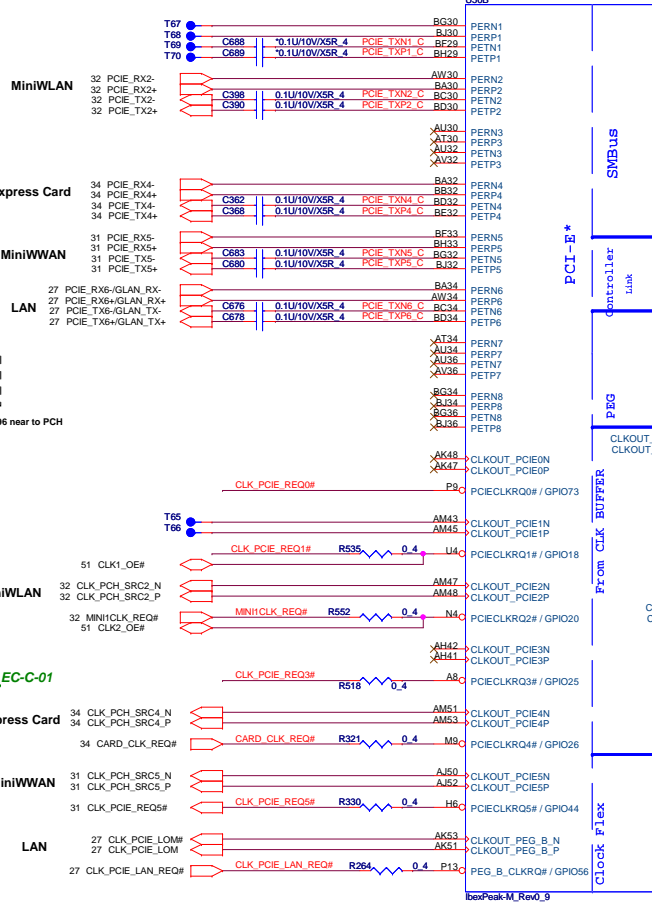 T67 BG30 PERN1
T68 BJ30 PERP1
T69 C688 *0.1U/10V/X5R_4 PCIE_TXN1_C BF29 PETN1
T70 C689 *0.1U/10V/X5R_4 PCIE_TXP1_C BH29 PETP1
MiniWLAN
32 PCIE_RX2- AW30 PERN2
32 PCIE_RX2+ BA30 PERP2
32 PCIE_TX2- C398 0.1U/10V/X5R_4 PCIE_TXN2_C BC30 PETN2
32 PCIE_TX2+ C390 0.1U/10V/X5R_4 PCIE_TXP2_C BD30 PETP2
AU30 PERN3
AT30 PERP3
AU32 PETN3
AV32 PETP3
SMBus
xpress Card
34 PCIE_RX4- BA32 PERN4
34 PCIE_RX4+ BB32 PERP4
34 PCIE_TX4- C362 0.1U/10V/X5R_4 PCIE_TXN4_C BD32 PETN4
34 PCIE_TX4+ C368 0.1U/10V/X5R_4 PCIE_TXP4_C BE32 PETP4
MiniWWAN
31 PCIE_RX5- BF33 PERN5
31 PCIE_RX5+ BH33 PERP5
31 PCIE_TX5- C683 0.1U/10V/X5R_4 PCIE_TXN5_C BG32 PETN5
31 PCIE_TX5+ C680 0.1U/10V/X5R_4 PCIE_TXP5_C BJ32 PETP5
PCI-E*
Controller
Link
LAN
27 PCIE_RX6-/GLAN_RX- BA34 PERN6
27 PCIE_RX6+/GLAN_RX+ AW34 PERP6
27 PCIE_TX6-/GLAN_TX- C676 0.1U/10V/X5R_4 PCIE_TXN6_C BC34 PETN6
27 PCIE_TX6+/GLAN_TX+ C678 0.1U/10V/X5R_4 PCIE_TXP6_C BD34 PETP6
AT34 PERN7
AU34 PERP7
AU36 PETN7
AV36 PETP7
BG34 PERN8
BJ34 PERP8
BG36 PETN8
BJ36 PETP8
PEG
06 near to PCH
CLKOUT_
CLKOUT_
AK48 CLKOUT_PCIE0N
AK47 CLKOUT_PCIE0P
CLK_PCIE_REQ0# P9 PCIECLKRQ0# / GPIO73
T65 AM43 CLKOUT_PCIE1N
T66 AM45 CLKOUT_PCIE1P
CLK_PCIE_REQ1# R535 0_4 U4 PCIECLKRQ1# / GPIO18
51 CLK1_OE#
From CLK BUFFER
niWLAN
32 CLK_PCH_SRC2_N AM47 CLKOUT_PCIE2N
32 CLK_PCH_SRC2_P AM48 CLKOUT_PCIE2P
32 MINI1CLK_REQ# MINI1CLK_REQ# R552 0_4 N4 PCIECLKRQ2# / GPIO20
51 CLK2_OE#
AH42 CLKOUT_PCIE3N
AH41 CLKOUT_PCIE3P
EC-C-01
CLK_PCIE_REQ3# R518 0_4 A8 PCIECLKRQ3# / GPIO25
press Card
34 CLK_PCH_SRC4_N AM51 CLKOUT_PCIE4N
34 CLK_PCH_SRC4_P AM53 CLKOUT_PCIE4P
34 CARD_CLK_REQ# CARD_CLK_REQ# R321 0_4 M9 PCIECLKRQ4# / GPIO26
iniWWAN
31 CLK_PCH_SRC5_N AJ50 CLKOUT_PCIE5N
31 CLK_PCH_SRC5_P AJ52 CLKOUT_PCIE5P
31 CLK_PCIE_REQ5# CLK_PCIE_REQ5# R330 0_4 H6 PCIECLKRQ5# / GPIO44
LAN
27 CLK_PCIE_LOM# AK53 CLKOUT_PEG_B_N
27 CLK_PCIE_LOM AK51 CLKOUT_PEG_B_P
27 CLK_PCIE_LAN_REQ# CLK_PCIE_LAN_REQ# R264 0_4 P13 PEG_B_CLKRQ# / GPIO56
Clock Flex
IbexPeak-M_Rev0_9